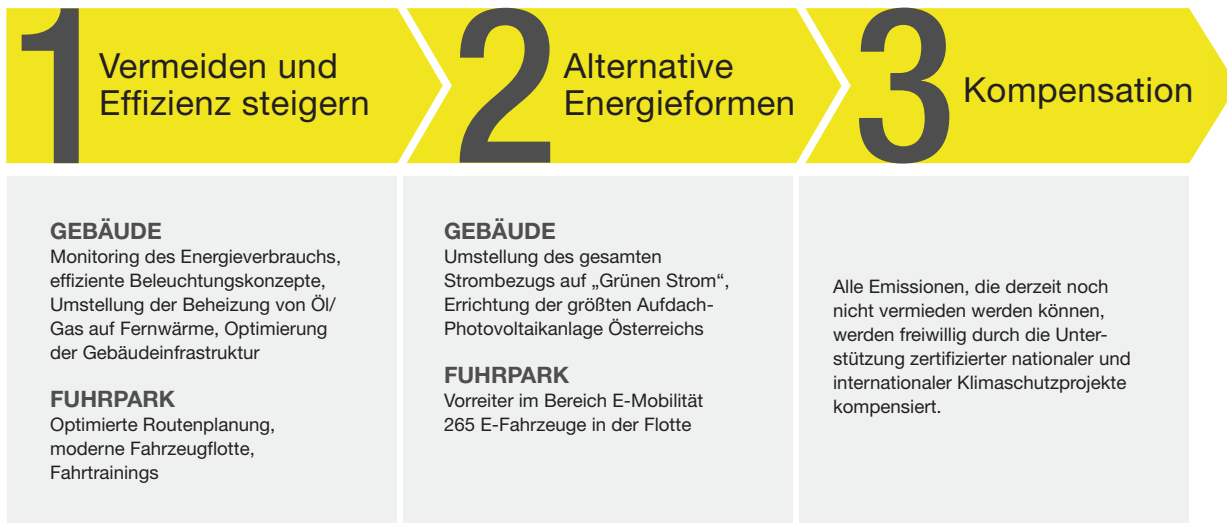 1
Vermeiden und
Effizienz steigern
GEBÄUDE
Monitoring des Energieverbrauchs,
effiziente Beleuchtungskonzepte,
Umstellung der Beheizung von Öl/
Gas auf Fernwärme, Optimierung
der Gebäudeinfrastruktur
FUHRPARK
Optimierte Routenplanung,
moderne Fahrzeugflotte,
Fahrtrainings
2
Alternative
Energieformen
GEBÄUDE
Umstellung des gesamten
Strombezugs auf „Grünen Strom“,
Errichtung der größten Aufdach-
Photovoltaikanlage Österreichs
FUHRPARK
Vorreiter im Bereich E-Mobilität
265 E-Fahrzeuge in der Flotte
3
Kompensation
Alle Emissionen, die derzeit noch
nicht vermieden werden können,
werden freiwillig durch die Unter-
stützung zertifizierter nationaler und
internationaler Klimaschutzprojekte
kompensiert.